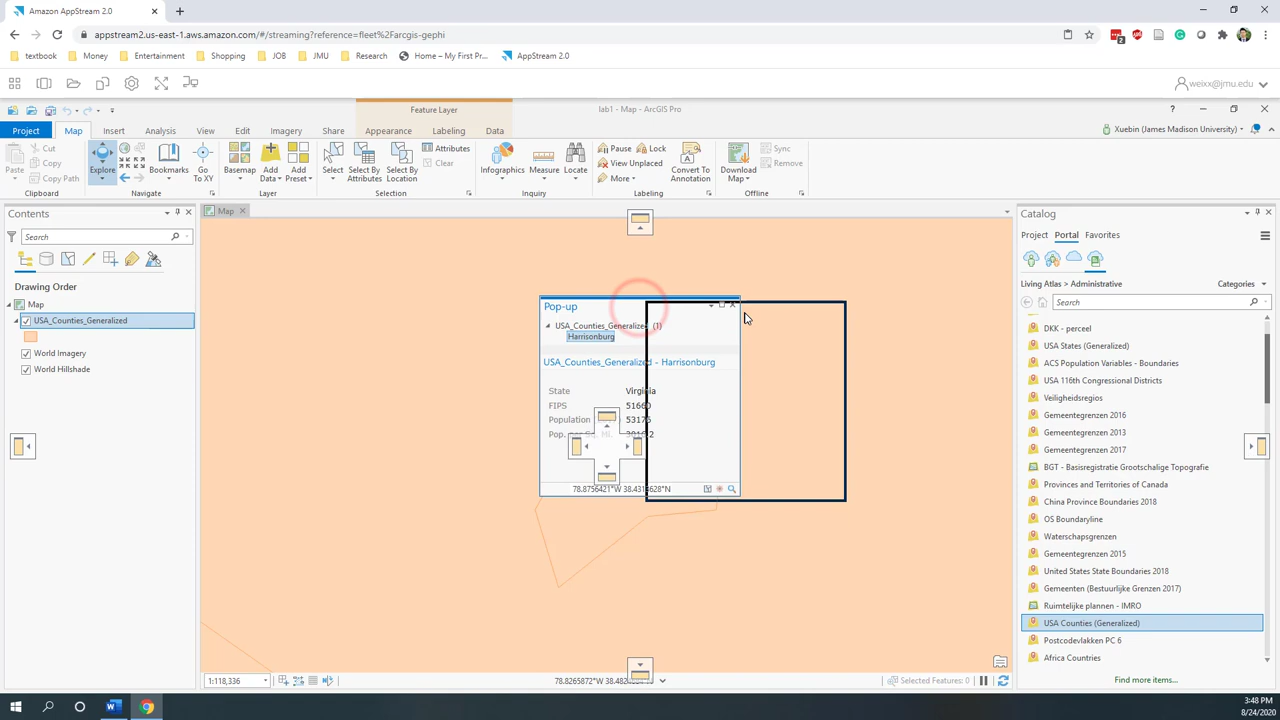 Amazon AppStream 2.0
appstream2.us-east-1.aws.amazon.com/#/streaming?reference=fleet%2Farcgis-gephi
2
textbook
Money
Entertainment
Shopping
JOB
JMU
Research
Home – My First Pr...
AppStream 2.0
weixx@jmu.edu
Feature Layer
lab1 - Map - ArcGIS Pro
?
Project
Map
Insert
Analysis
View
Edit
Imagery
Share
Appearance
Labeling
Data
Xuebin (James Madison University)
Paste
Cut
Copy
Copy Path
Clipboard
Explore
Bookmarks
Go To XY
Navigate
Basemap
Add Data
Add Preset
Layer
Select
Select By Attributes
Select By Location
Attributes
Clear
Selection
Infographics
Measure
Locate
Inquiry
Pause
Lock
View Unplaced
More
Convert To Annotation
Labeling
Download Map
Sync
Remove
Offline
Contents
Search
Drawing Order
Map
USA_Counties_Generalized
World Imagery
World Hillshade
Map
Pop-up
USA_Counties_Generalized (1)
Harrisonburg
USA_Counties_Generalized - Harrisonburg
State Virginia
FIPS 51660
Population 53175
78.8756421°W
1:118,336
78.8265872°W
Selected Features: 0
Catalog
Project
Portal
Favorites
Living Atlas > Administrative
Categories
Search
DKK - perceel
USA States (Generalized)
ACS Population Variables - Boundaries
USA 116th Congressional Districts
Veiligheidsregios
Gemeentegrenzen 2016
Gemeentegrenzen 2013
Gemeentegrenzen 2017
BGT - Basisregistratie Grootschalige Topografie
Provinces and Territories of Canada
China Province Boundaries 2018
OS Boundaryline
Waterschapsgrenzen
Gemeentegrenzen 2015
United States State Boundaries 2018
Gemeenten (Bestuurlijke Grenzen 2017)
Ruimtelijke plannen - IMRO
USA Counties (Generalized)
Postcodevlakken PC 6
Africa Countries
Find more items...
3:48 PM
8/24/2020